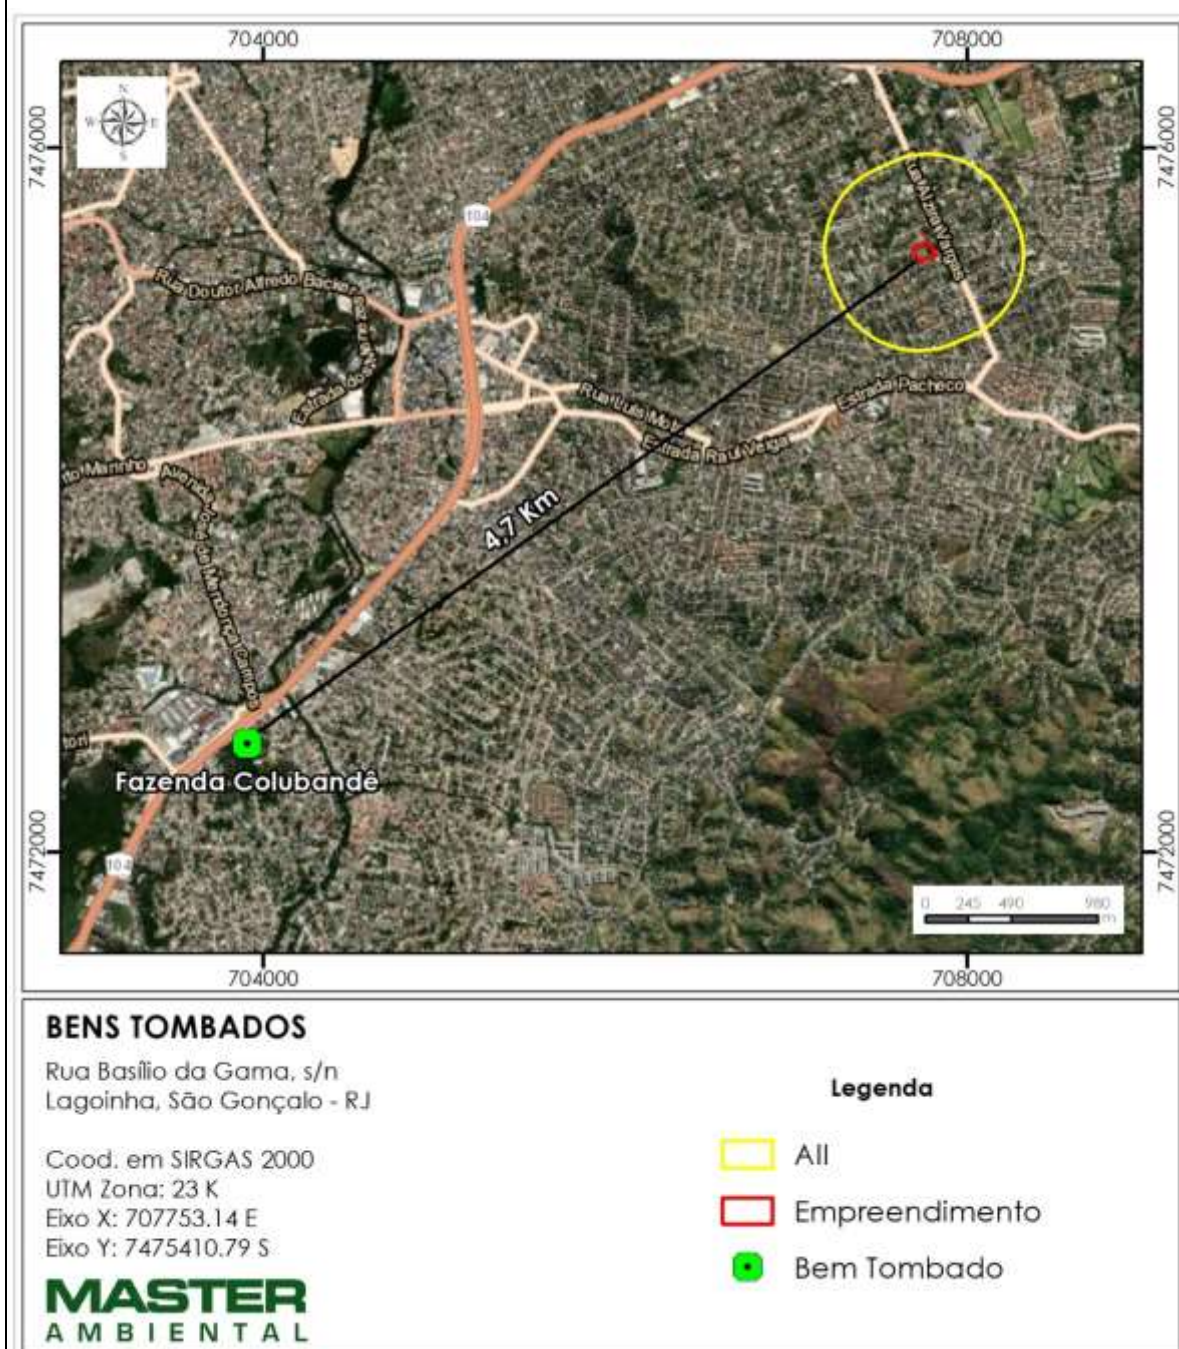 704000
708000
N
W
E
S
7476000
7476000
104
Rua Doutor Alfredo Backer
Rua Luís Mota
Estrada Pacheco
Estrada Raul Veiga
4,7 Km
Fazenda Colubandê
104
7472000
7472000
0 245 490 980
m
704000
708000
BENS TOMBADOS
Rua Basílio da Gama, s/n
Lagoinha, São Gonçalo - RJ
Cood. em SIRGAS 2000
UTM Zona: 23 K
Eixo X: 707753.14 E
Eixo Y: 7475410.79 S
MASTER
AMBIENTAL
Legenda
AII
Empreendimento
Bem Tombado